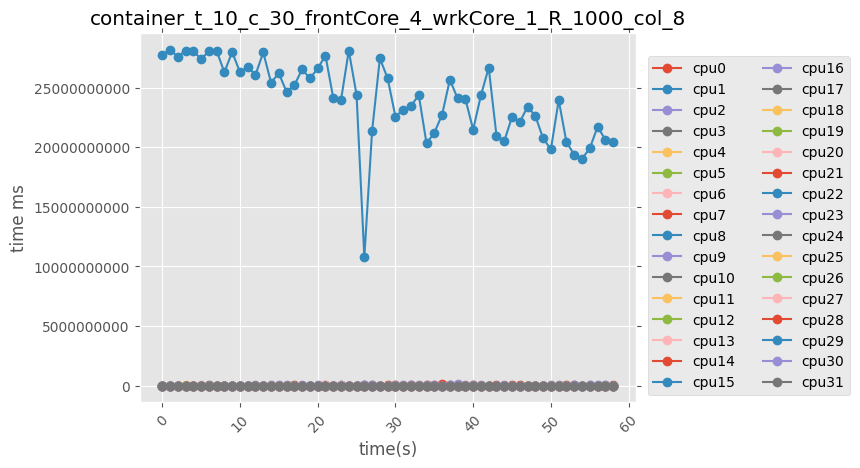 container_t_10_c_30_frontCore_4_wrkCore_1_R_1000_col_8
time ms
25000000000
20000000000
15000000000
10000000000
5000000000
0
0
10
20
30
40
50
60
time(s)
cpu0
cpu1
cpu2
cpu3
cpu4
cpu5
cpu6
cpu7
cpu8
cpu9
cpu10
cpu11
cpu12
cpu13
cpu14
cpu15
cpu16
cpu17
cpu18
cpu19
cpu20
cpu21
cpu22
cpu23
cpu24
cpu25
cpu26
cpu27
cpu28
cpu29
cpu30
cpu31